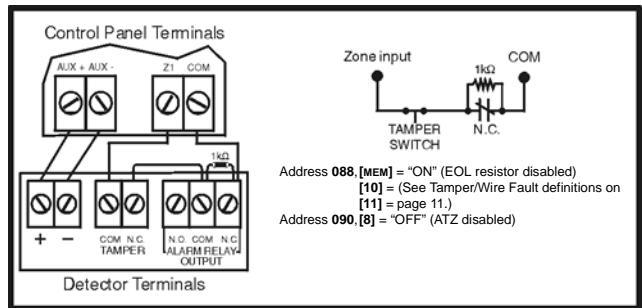 Control Panel Terminals
AUX + AUX -
Z1 COM
1kΩ
+ -
COM N.C.
TAMPER
N.O. COM N.C
ALARM RELAY
OUTPUT
Detector Terminals
Zone input
COM
1kΩ
TAMPER
SWITCH
N.C.
Address 088, [MEM] = “ON” (EOL resistor disabled)
[10] = (See Tamper/Wire Fault definitions on
[11] = page 11.)
Address 090, [8] = “OFF” (ATZ disabled)